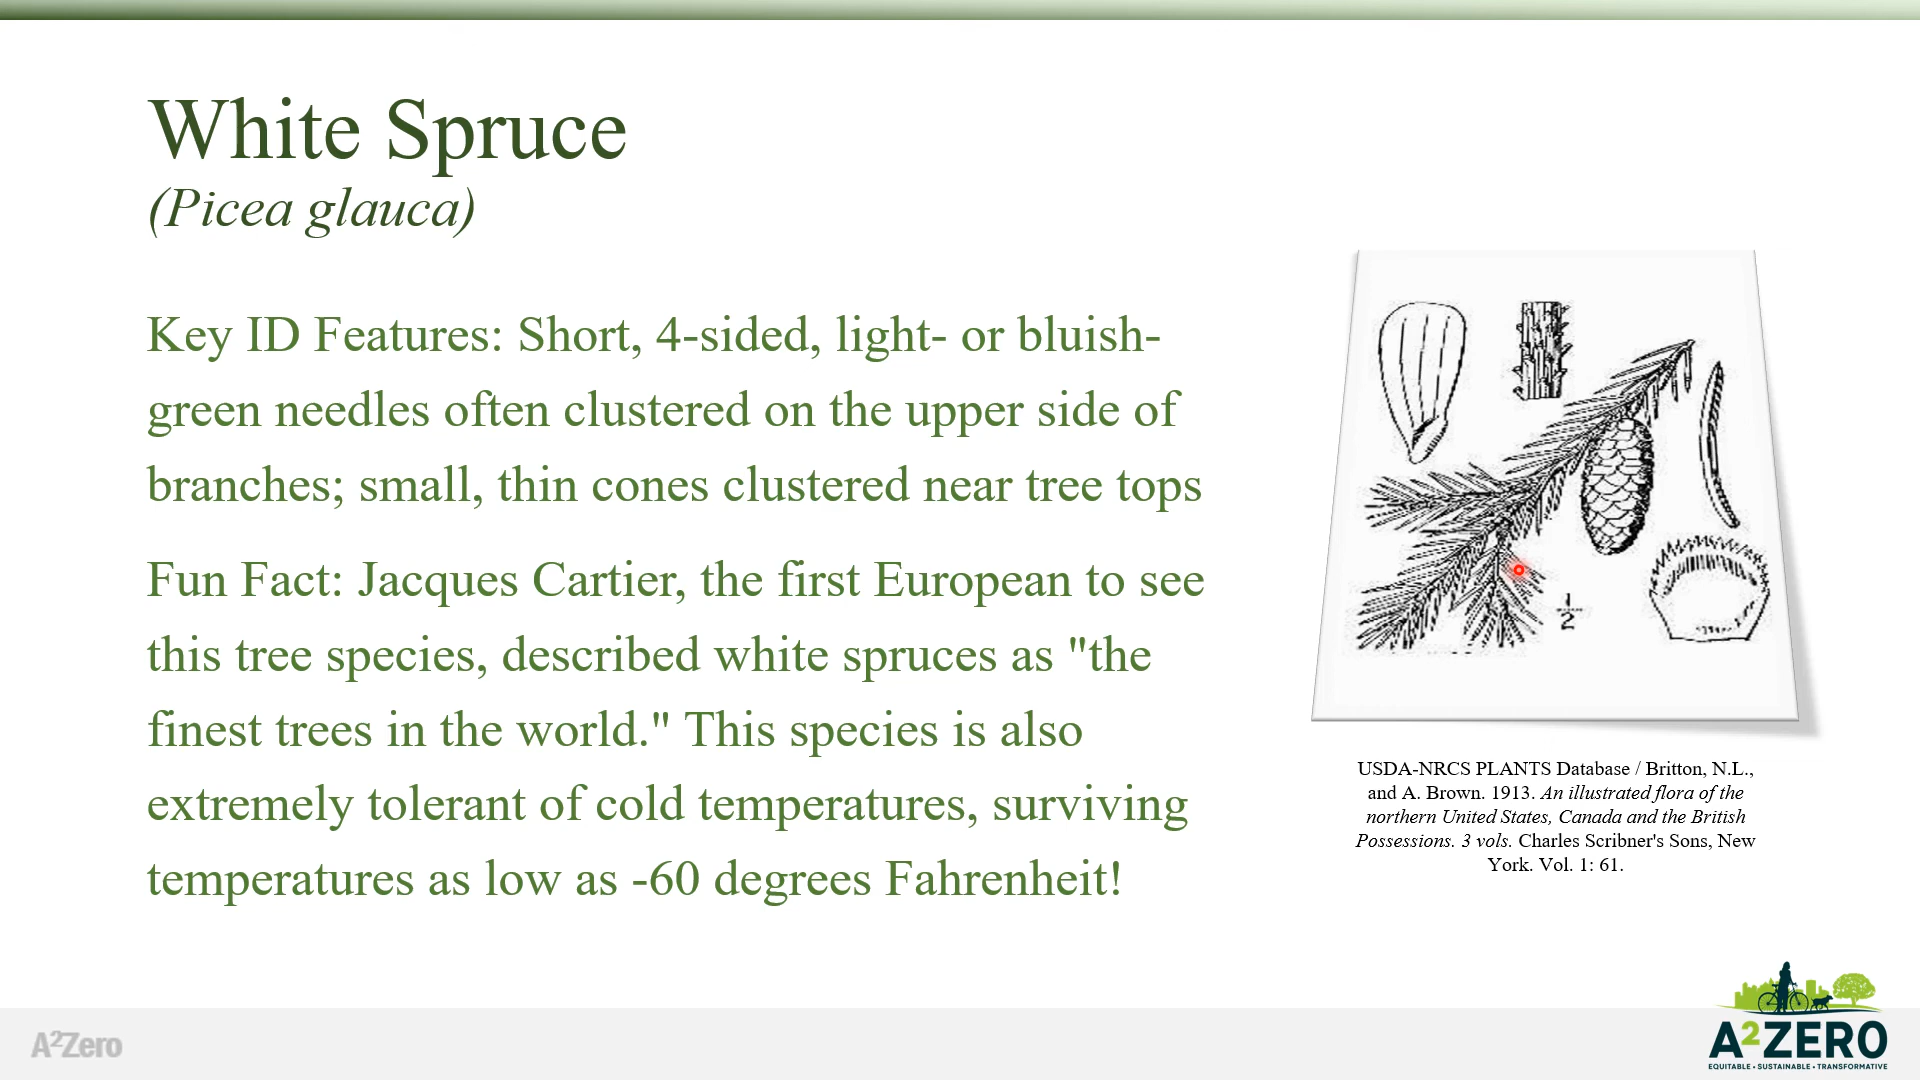 White Spruce
(Picea glauca)
Key ID Features: Short, 4-sided, light- or bluish-
green needles often clustered on the upper side of
branches; small, thin cones clustered near tree tops
Fun Fact: Jacques Cartier, the first European to see
this tree species, described white spruces as "the
finest trees in the world." This species is also
extremely tolerant of cold temperatures, surviving
temperatures as low as -60 degrees Fahrenheit!
1/2
USDA-NRCS PLANTS Database / Britton, N.L.,
and A. Brown. 1913. An illustrated flora of the
northern United States, Canada and the British
Possessions. 3 vols. Charles Scribner's Sons, New
York. Vol. 1: 61.
A²Zero
A²ZERO
EQUITABLE • SUSTAINABLE • TRANSFORMATIVE